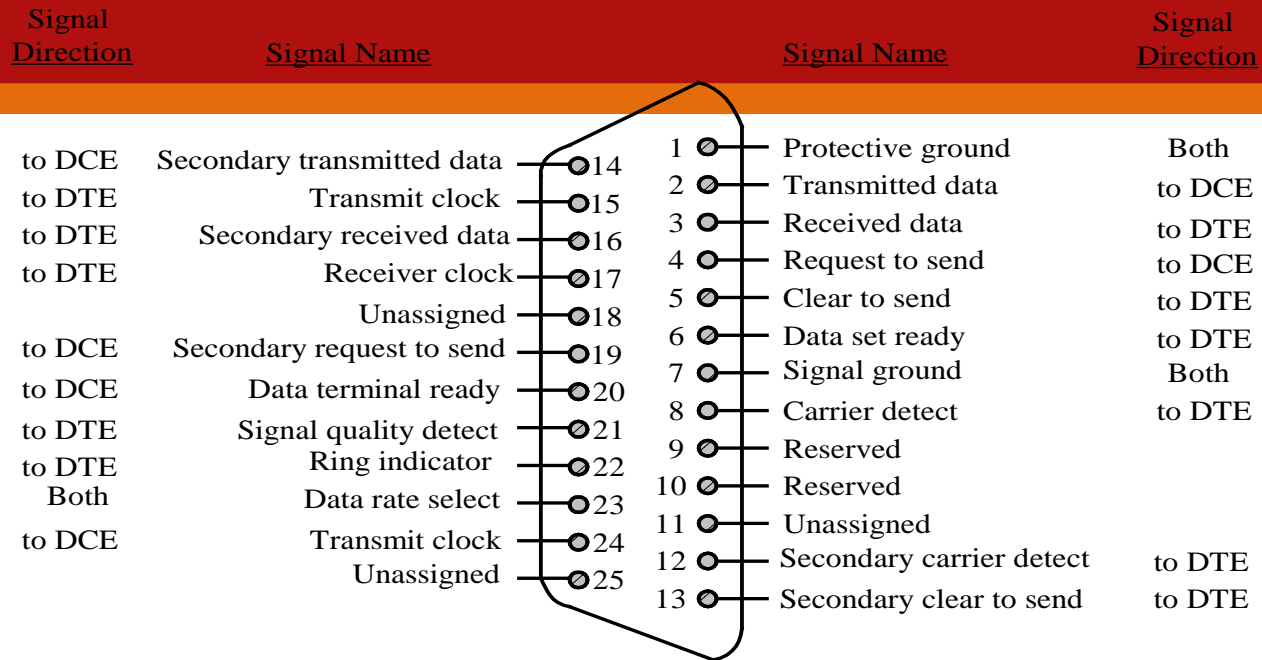 Signal Direction Signal Name Signal Name Signal Direction
to DCE Secondary transmitted data 14 1 Protective ground Both
to DTE Transmit clock 15 2 Transmitted data to DCE
to DTE Secondary received data 16 3 Received data to DTE
to DTE Receiver clock 17 4 Request to send to DCE
Unassigned 18 5 Clear to send to DTE
to DCE Secondary request to send 19 6 Data set ready to DTE
to DCE Data terminal ready 20 7 Signal ground Both
to DTE Signal quality detect 21 8 Carrier detect to DTE
to DTE Ring indicator 22 9 Reserved
Both Data rate select 23 10 Reserved
to DCE Transmit clock 24 11 Unassigned
Unassigned 25 12 Secondary carrier detect to DTE
13 Secondary clear to send to DTE